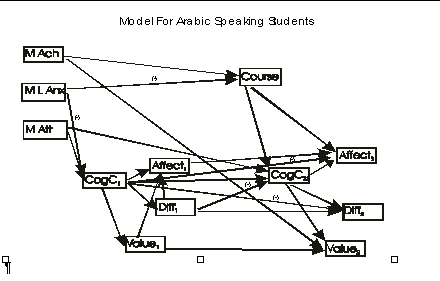 Model For Arabic Speaking Students
M Ach
Course
M L Anx
(-)
(-)
M Att
Affect₁
(-)
Affect₂
CogC₁
CogC₂
(-)
Diff₁
Diff₂
Value₁
Value₂
¶